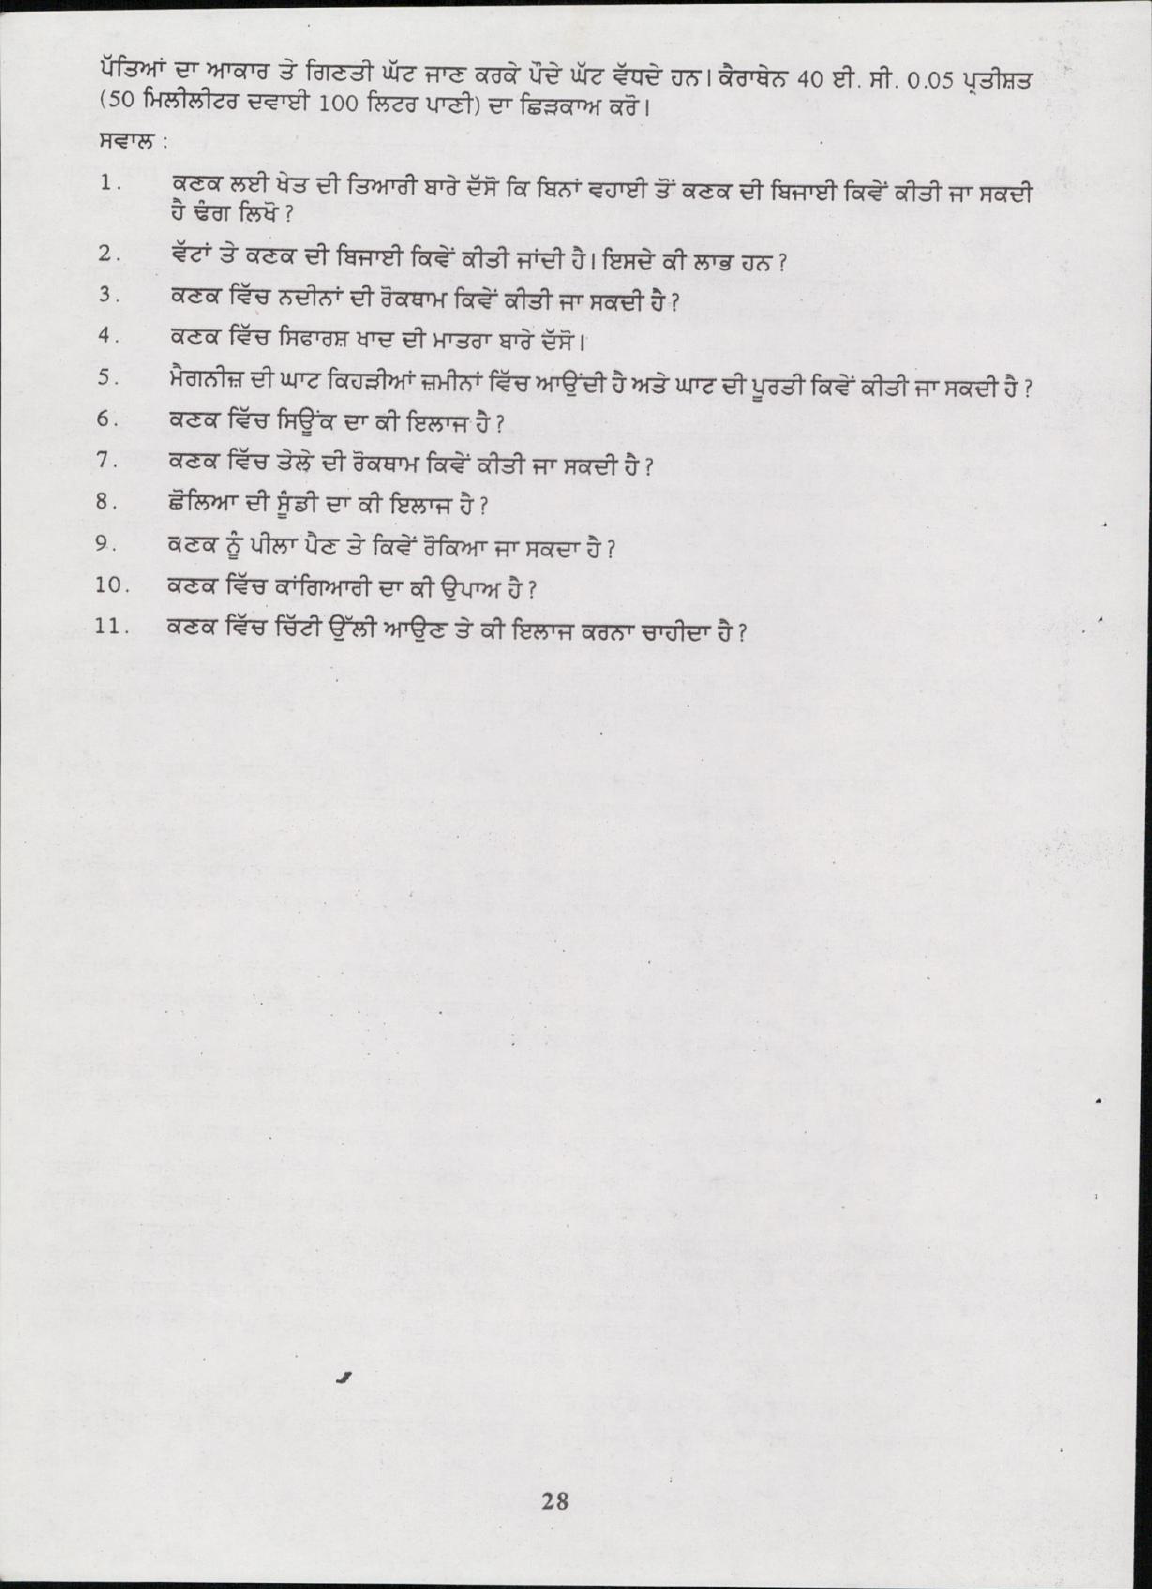 ਪੱਤਿਆਂ ਦਾ ਆਕਾਰ ਤੇ ਗਿਣਤੀ ਘੱਟ ਜਾਣ ਕਰਕੇ ਪੌਦੇ ਘੱਟ ਵੱਧਦੇ ਹਨ। ਕੈਰਾਥੇਨ 40 ਈ. ਸੀ. 0.05 ਪ੍ਰਤੀਸ਼ਤ
(50 ਮਿਲੀਲੀਟਰ ਦਵਾਈ 100 ਲਿਟਰ ਪਾਣੀ) ਦਾ ਛਿੜਕਾਅ ਕਰੋ।
ਸਵਾਲ :
1. ਕਣਕ ਲਈ ਖੇਤ ਦੀ ਤਿਆਰੀ ਬਾਰੇ ਦੱਸੋ ਕਿ ਬਿਨਾਂ ਵਹਾਈ ਤੋਂ ਕਣਕ ਦੀ ਬਿਜਾਈ ਕਿਵੇਂ ਕੀਤੀ ਜਾ ਸਕਦੀ
ਹੈ ਢੰਗ ਲਿਖੋ ?
2. ਵੱਟਾਂ ਤੇ ਕਣਕ ਦੀ ਬਿਜਾਈ ਕਿਵੇਂ ਕੀਤੀ ਜਾਂਦੀ ਹੈ। ਇਸਦੇ ਕੀ ਲਾਭ ਹਨ ?
3. ਕਣਕ ਵਿੱਚ ਨਦੀਨਾਂ ਦੀ ਰੋਕਥਾਮ ਕਿਵੇਂ ਕੀਤੀ ਜਾ ਸਕਦੀ ਹੈ ?
4. ਕਣਕ ਵਿੱਚ ਸਿਫਾਰਸ਼ ਖਾਦ ਦੀ ਮਾਤਰਾ ਬਾਰੇ ਦੱਸੋ।
5. ਮੈਗਨੀਜ਼ ਦੀ ਘਾਟ ਕਿਹੜੀਆਂ ਜ਼ਮੀਨਾਂ ਵਿੱਚ ਆਉਂਦੀ ਹੈ ਅਤੇ ਘਾਟ ਦੀ ਪੂਰਤੀ ਕਿਵੇਂ ਕੀਤੀ ਜਾ ਸਕਦੀ ਹੈ ?
6. ਕਣਕ ਵਿੱਚ ਸਿਊਂਕ ਦਾ ਕੀ ਇਲਾਜ ਹੈ ?
7. ਕਣਕ ਵਿੱਚ ਤੇਲੇ ਦੀ ਰੋਕਥਾਮ ਕਿਵੇਂ ਕੀਤੀ ਜਾ ਸਕਦੀ ਹੈ ?
8. ਛੋਲਿਆ ਦੀ ਸੂੰਡੀ ਦਾ ਕੀ ਇਲਾਜ ਹੈ ?
9. ਕਣਕ ਨੂੰ ਪੀਲਾ ਪੈਣ ਤੇ ਕਿਵੇਂ ਰੋਕਿਆ ਜਾ ਸਕਦਾ ਹੈ ?
10. ਕਣਕ ਵਿੱਚ ਕਾਂਗਿਆਰੀ ਦਾ ਕੀ ਉਪਾਅ ਹੈ ?
11. ਕਣਕ ਵਿੱਚ ਚਿੱਟੀ ਉੱਲੀ ਆਉਣ ਤੇ ਕੀ ਇਲਾਜ ਕਰਨਾ ਚਾਹੀਦਾ ਹੈ ?
28